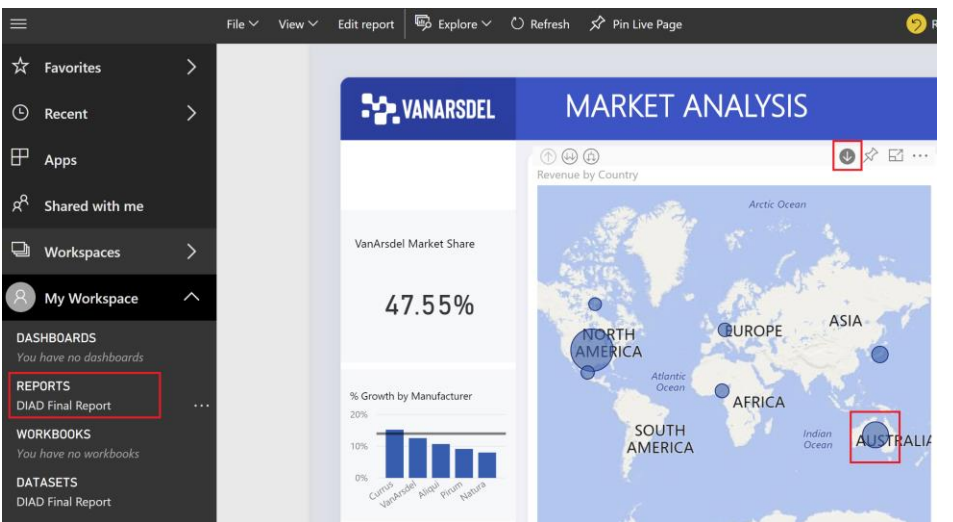 File View Edit report Explore Refresh Pin Live Page
Favorites
Recent
Apps
Shared with me
Workspaces
My Workspace
DASHBOARDS
You have no dashboards
REPORTS
DIAD Final Report
WORKBOOKS
You have no workbooks
DATASETS
DIAD Final Report
VANARSDEL
MARKET ANALYSIS
VanArsdel Market Share
47.55%
% Growth by Manufacturer
20%
10%
0%
Currus
VanArsdel
Aliqui
Pirum
Natura
Revenue by Country
Arctic Ocean
NORTH
AMERICA
EUROPE
ASIA
Atlantic
Ocean
AFRICA
SOUTH
AMERICA
Indian
Ocean
AUSTRALIA